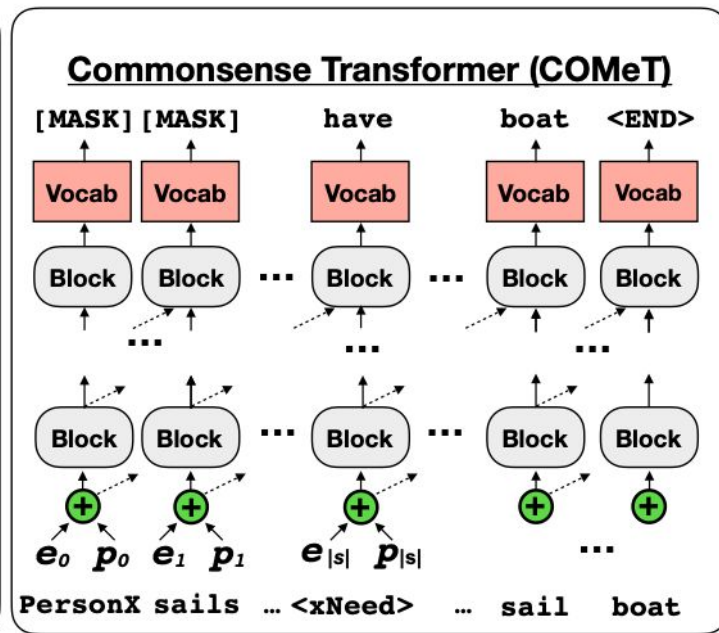 Commonsense Transformer (COMeT)
[MASK] [MASK] have boat <END>
Vocab Vocab Vocab Vocab Vocab
Block Block ... Block ... Block Block
... ... ...
Block Block ... Block ... Block Block
+ + + + +
e0 p0 e1 p1 e|s| p|s| ...
PersonX sails ... <xNeed> ... sail boat